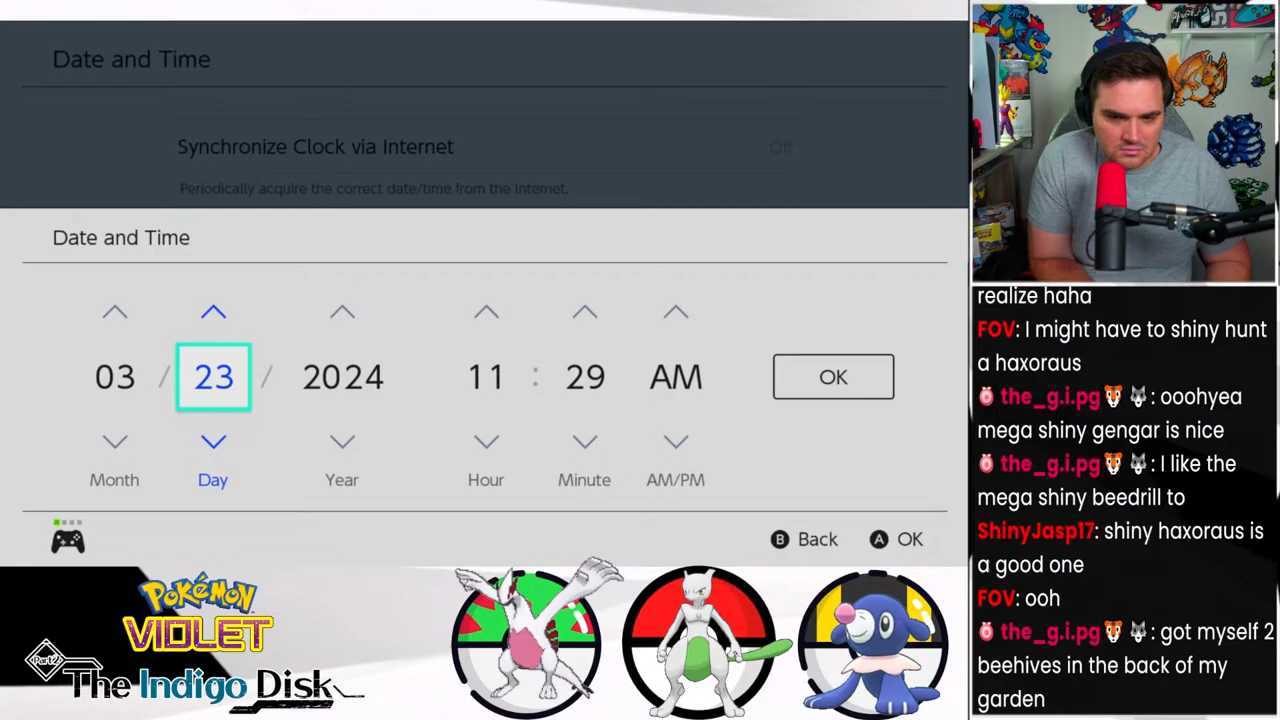 Date and Time
Synchronize Clock via Internet Off
Periodically acquire the correct date/time from the Internet.
Date and Time
03 / 23 / 2024 11 : 29 AM OK
Month Day Year Hour Minute AM/PM
B Back A OK
POKÉMON
VIOLET
Part 2
The Indigo Disk
realize haha
FOV: I might have to shiny hunt
a haxoraus
the_g.i.pg : ooohyea
mega shiny gengar is nice
the_g.i.pg : I like the
mega shiny beedrill to
ShinyJasp17: shiny haxoraus is
a good one
FOV: ooh
the_g.i.pg : got myself 2
beehives in the back of my
garden